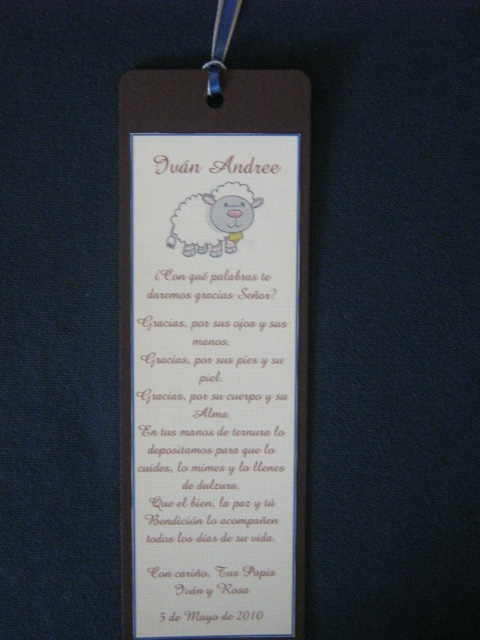 Iván Andree
¿Con qué palabras te
daremos gracias Señor?
Gracias, por sus ojos y sus
manos.
Gracias, por sus pies y su
piel.
Gracias, por su cuerpo y su
Alma.
En tus manos de ternura lo
depositamos para que lo
cuides, lo mimes y lo llenes
de dulzura.
Que el bien, la paz y tú
Bendición lo acompañen
todos los días de su vida.
Con cariño, Tus Papis
Iván y Rosa
5 de Mayo de 2010